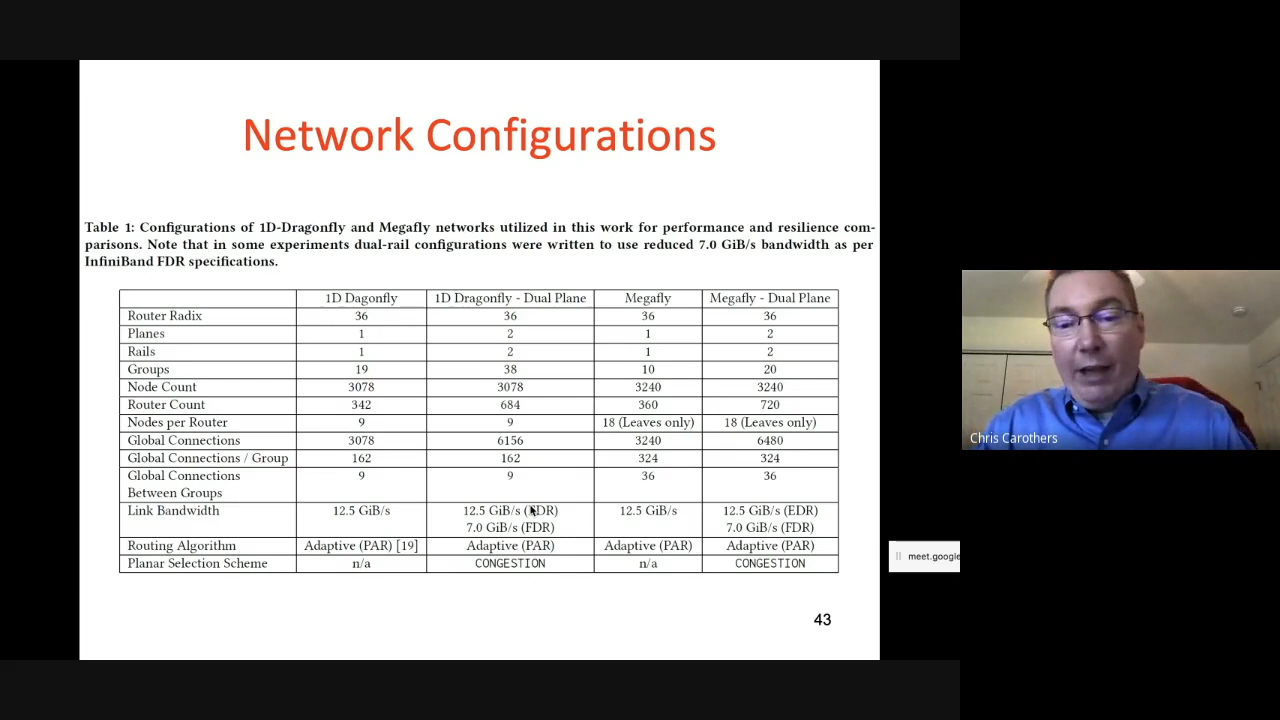 Network Configurations
Table 1: Configurations of 1D-Dragonfly and Megafly networks utilized in this work for performance and resilience com-
parisons. Note that in some experiments dual-rail configurations were written to use reduced 7.0 GiB/s bandwidth as per
InfiniBand FDR specifications.
1D Dagonfly 1D Dragonfly - Dual Plane Megafly Megafly - Dual Plane
Router Radix 36 36 36 36
Planes 1 2 1 2
Rails 1 2 1 2
Groups 19 38 10 20
Node Count 3078 3078 3240 3240
Router Count 342 684 360 720
Nodes per Router 9 9 18 (Leaves only) 18 (Leaves only)
Global Connections 3078 6156 3240 6480
Global Connections / Group 162 162 324 324
Global Connections 9 9 36 36
Between Groups
Link Bandwidth 12.5 GiB/s 12.5 GiB/s (EDR) 12.5 GiB/s 12.5 GiB/s (EDR)
7.0 GiB/s (FDR) 7.0 GiB/s (FDR)
Routing Algorithm Adaptive (PAR) [19] Adaptive (PAR) Adaptive (PAR) Adaptive (PAR)
Planar Selection Scheme n/a CONGESTION n/a CONGESTION
43
Chris Carothers
meet.google